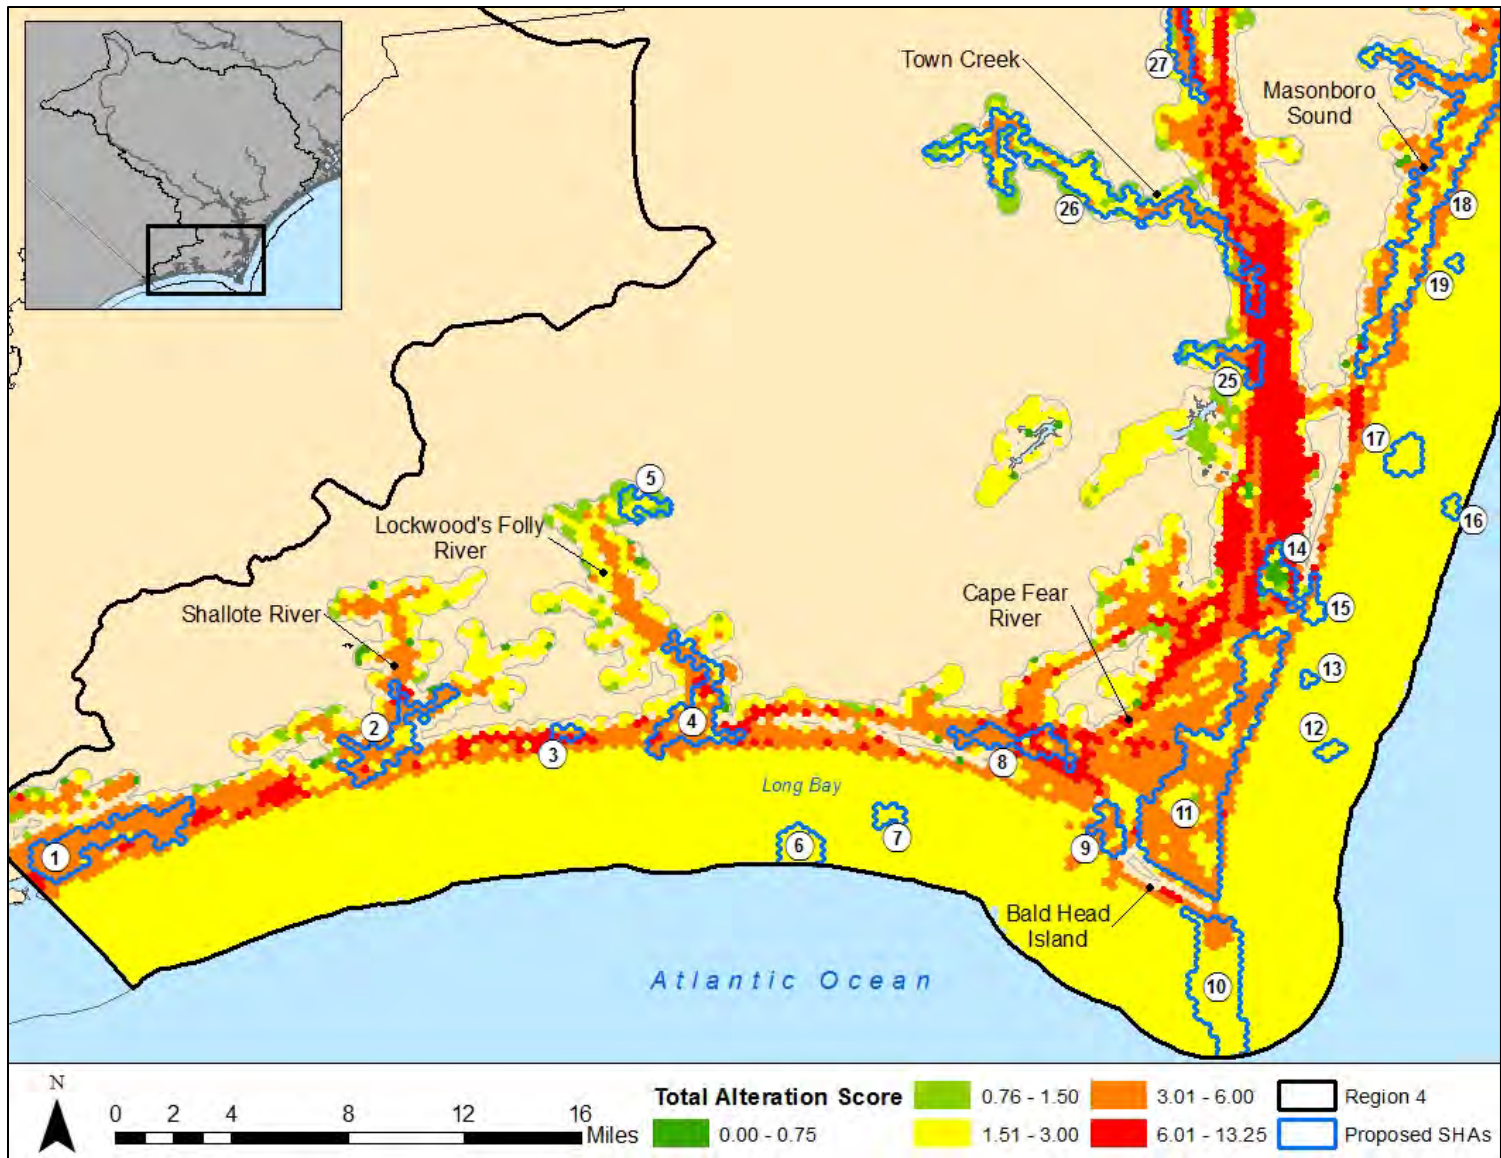 Town Creek
27
Masonboro
Sound
26
18
19
25
17
5
16
Lockwood's Folly
River
14
Shallote River
Cape Fear
River
15
13
2
4
12
3
8
Long Bay
11
7
6
9
1
Bald Head
Island
Atlantic Ocean
10
N
0 2 4 8 12 16
Miles
Total Alteration Score
0.00 - 0.75
0.76 - 1.50
1.51 - 3.00
3.01 - 6.00
6.01 - 13.25
Region 4
Proposed SHAs